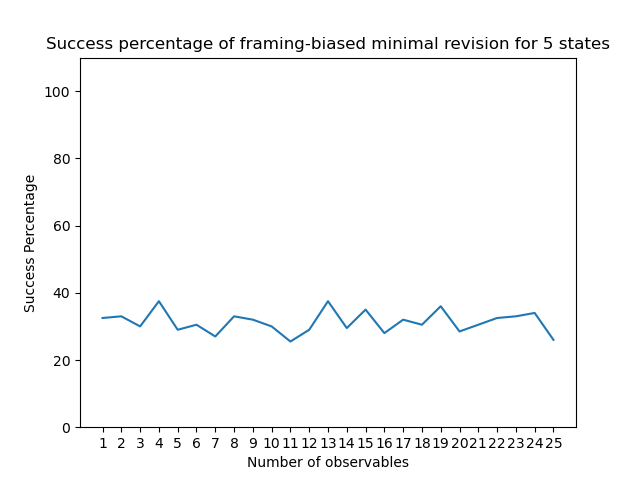 Success percentage of framing-biased minimal revision for 5 states
100
80
60
40
20
0
Success Percentage
1 2 3 4 5 6 7 8 9 10 11 12 13 14 15 16 17 18 19 20 21 22 23 24 25
Number of observables